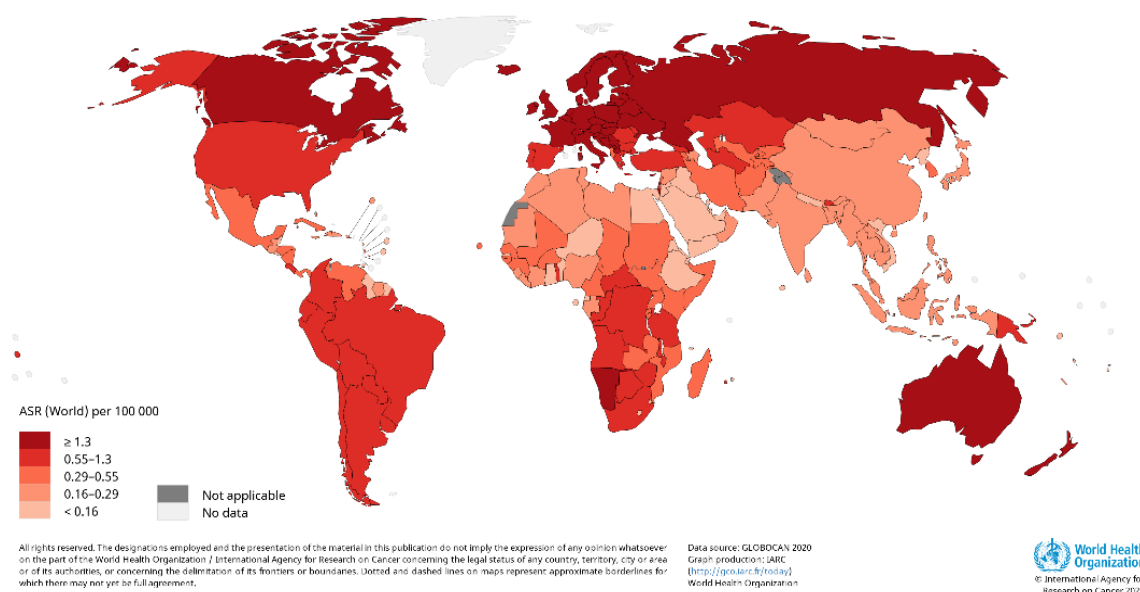 ASR (World) per 100 000
≥ 1.3
0.55–1.3
0.29–0.55
0.16–0.29
< 0.16
Not applicable
No data
All rights reserved. The designations employed and the presentation of the material in this publication do not imply the expression of any opinion whatsoever
on the part of the World Health Organization / International Agency for Research on Cancer concerning the legal status of any country, territory, city or area
or of its authorities, or concerning the delimitation of its frontiers or boundaries. Dotted and dashed lines on maps represent approximate borderlines for
which there may not yet be full agreement.
Data source: GLOBOCAN 2020
Graph production: IARC
(http://gco.iarc.fr/today)
World Health Organization
World Health
Organization
© International Agency for
Research on Cancer 202